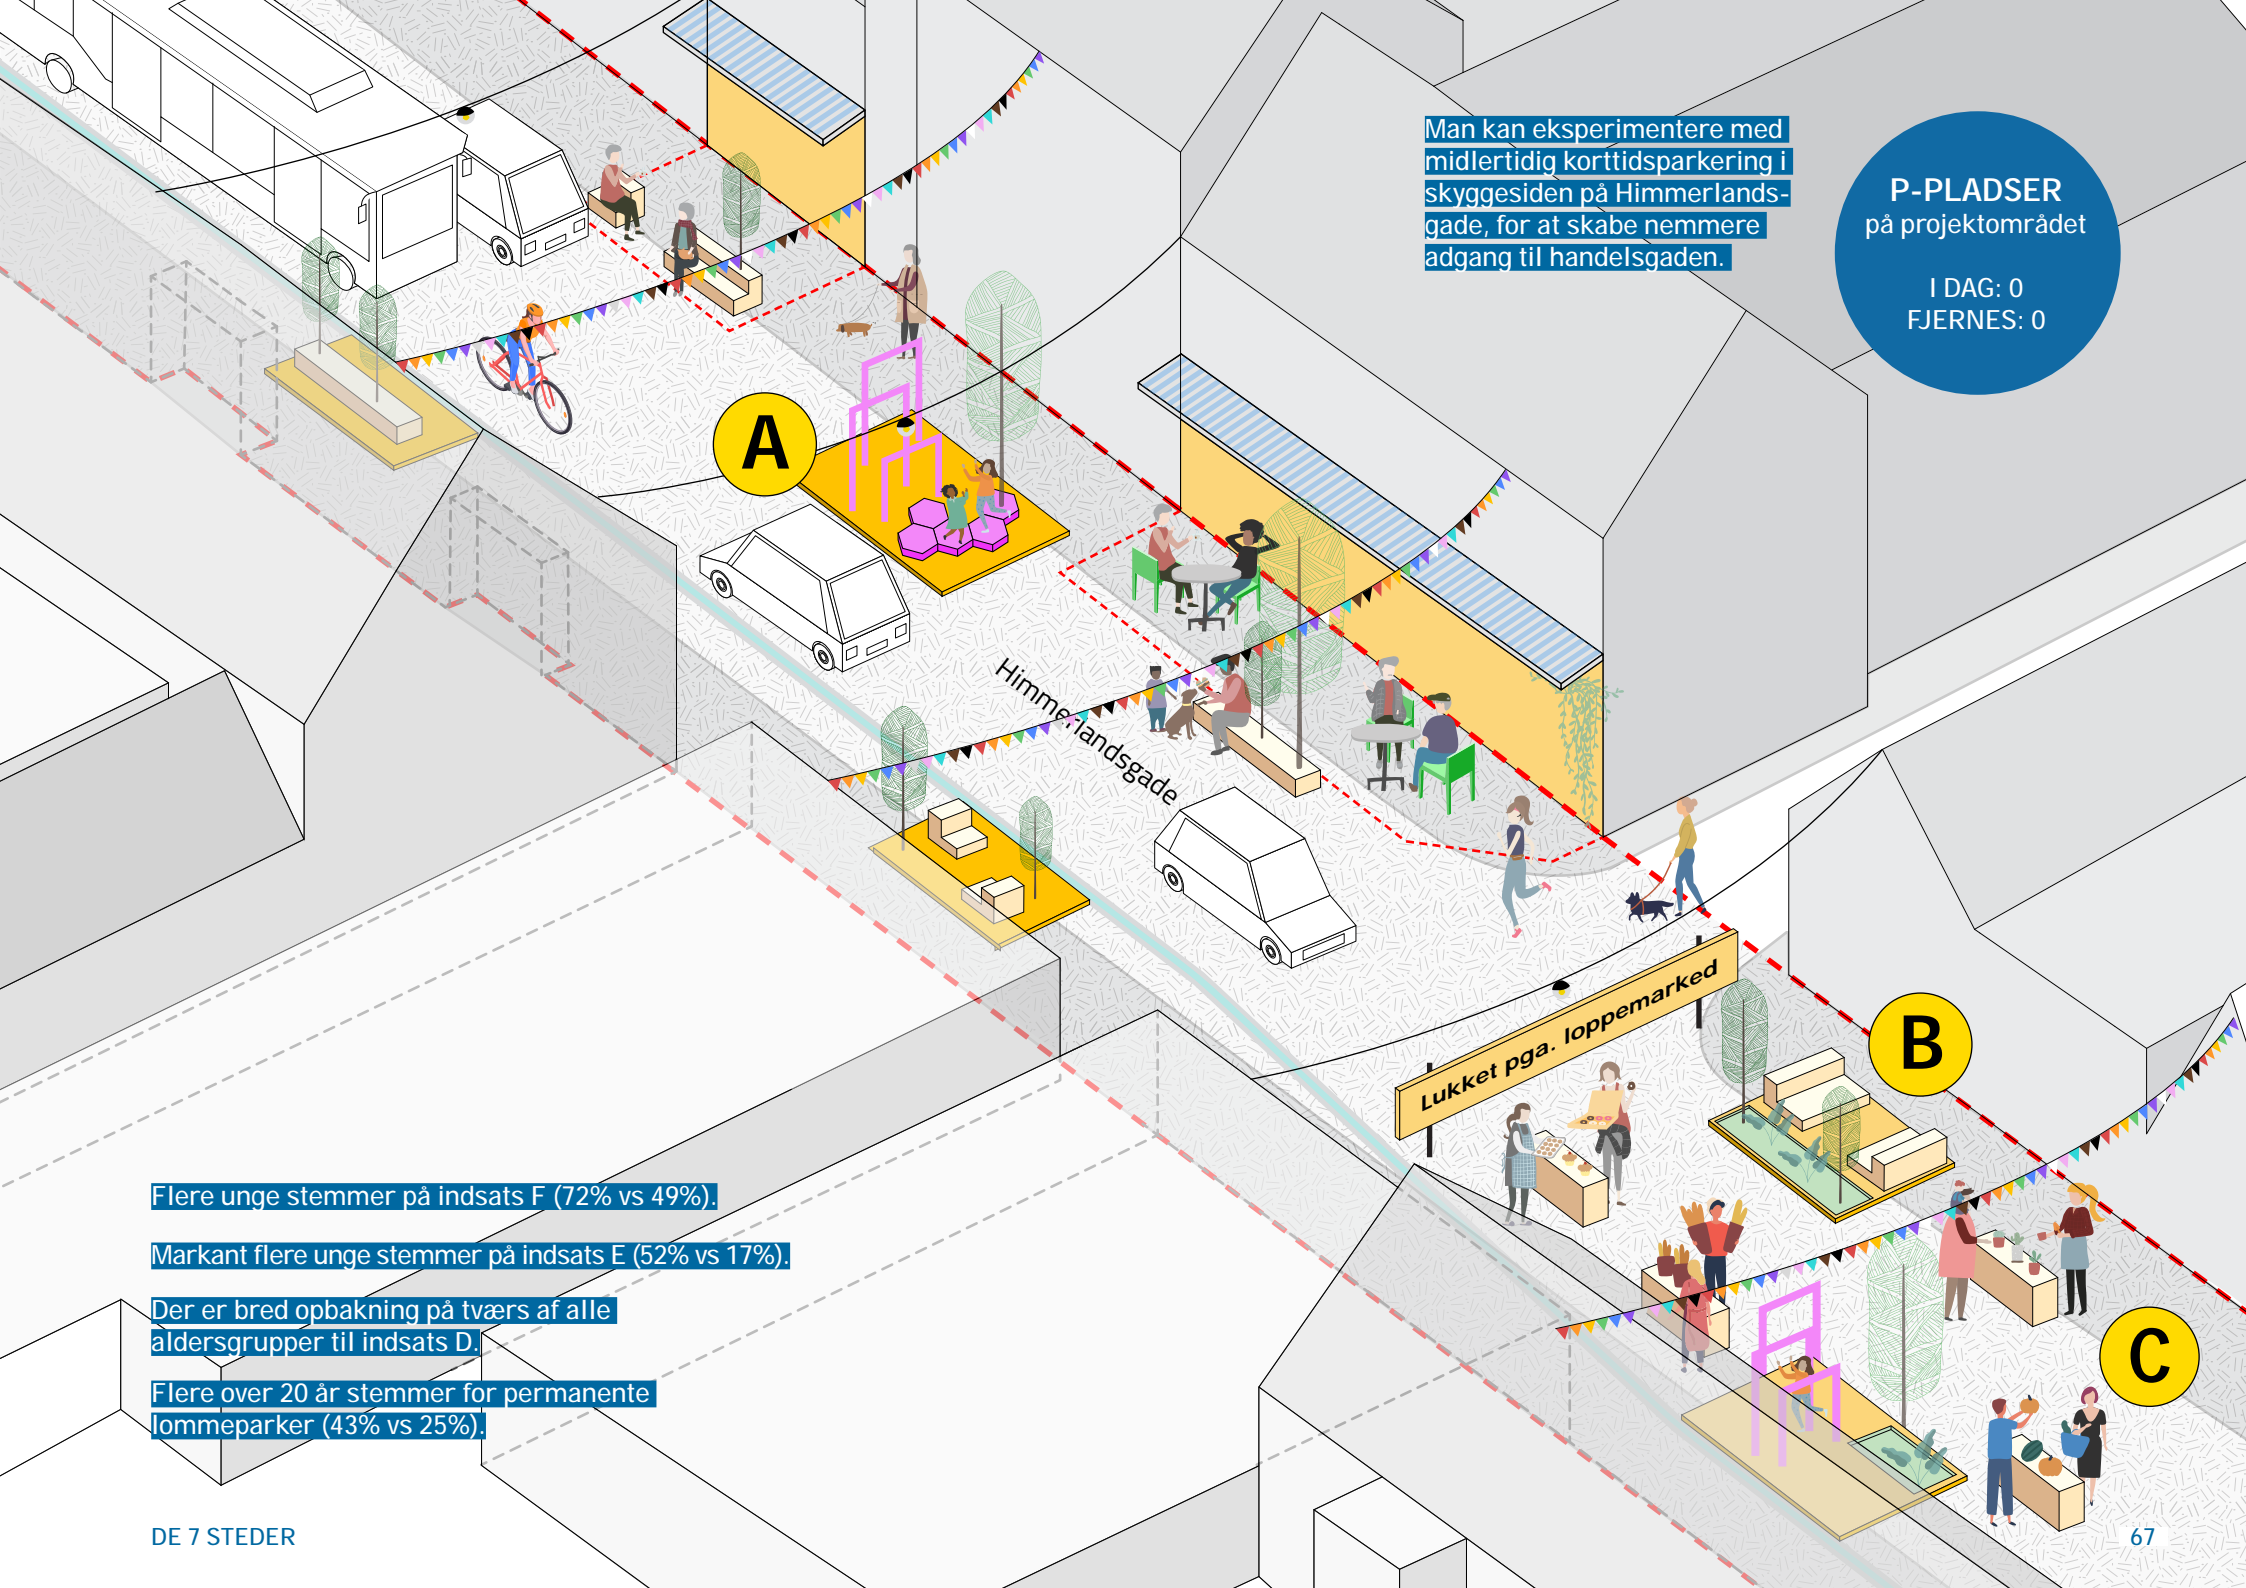 Man kan eksperimentere med
midlertidig korttidsparkering i
skyggesiden på Himmerlands-
gade, for at skabe nemmere
adgang til handelsgaden.
P-PLADSER
på projektområdet
I DAG: 0
FJERNES: 0
A
Himmerlandsgade
Lukket pga. loppemarked
B
C
Flere unge stemmer på indsats F (72% vs 49%).
Markant flere unge stemmer på indsats E (52% vs 17%).
Der er bred opbakning på tværs af alle
aldersgrupper til indsats D.
Flere over 20 år stemmer for permanente
lommeparker (43% vs 25%).
DE 7 STEDER
67